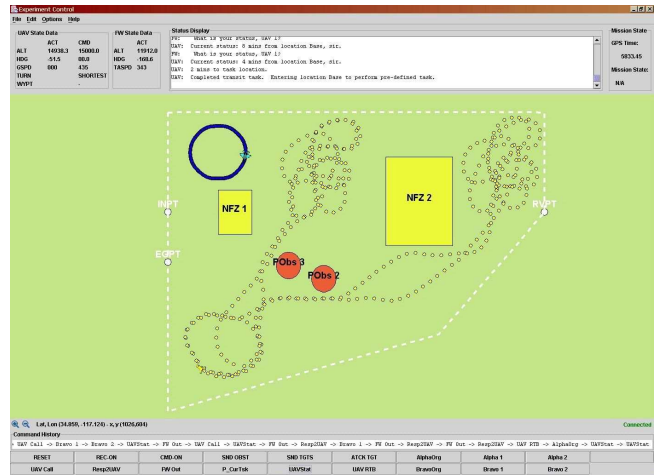 Experiment Control
File Edit Options Help
UAV State Data
ACT CMD
ALT 14938.3 15000.0
HDG -51.5 80.0
GSPD 000 435
TURN SHORTEST
WYPT -
FW State Data
ACT
ALT 11912.0
HDG -168.6
TASPD 343
Status Display
FW: What is your status, UAV 1?
UAV: Current status: 8 mins from location Base, sir.
FW: What is your status, UAV 1?
UAV: Current status: 4 mins from location Base, sir.
UAV: 2 mins to task location.
UAV: Completed transit task. Entering location Base to perform pre-defined task.
Mission State
GPS Time:
5833.45
Mission State:
N/A
INPT
EGPT
RVPT
NFZ 1
NFZ 2
PObs 3
PObs 2
Lat, Lon (34.859, -117.124) - x, y (1026,604)
Connected
Command History
UAV Call -> Bravo 1 -> Bravo 2 -> UAVStat -> FW Out -> UAV Call -> UAVStat -> FW Out -> Resp2UAV -> Bravo 1 -> FW Out -> Resp2UAV -> FW Out -> Resp2UAV -> UAV RTB -> AlphaOrg -> UAVStat -> UAVStat
RESET REC-ON CMD-ON SND OBST SND TGTS ATCK TGT AlphaOrg Alpha 1 Alpha 2
UAV Call Resp2UAV FW Out P_CurTsk UAVStat UAV RTB BravoOrg Bravo 1 Bravo 2